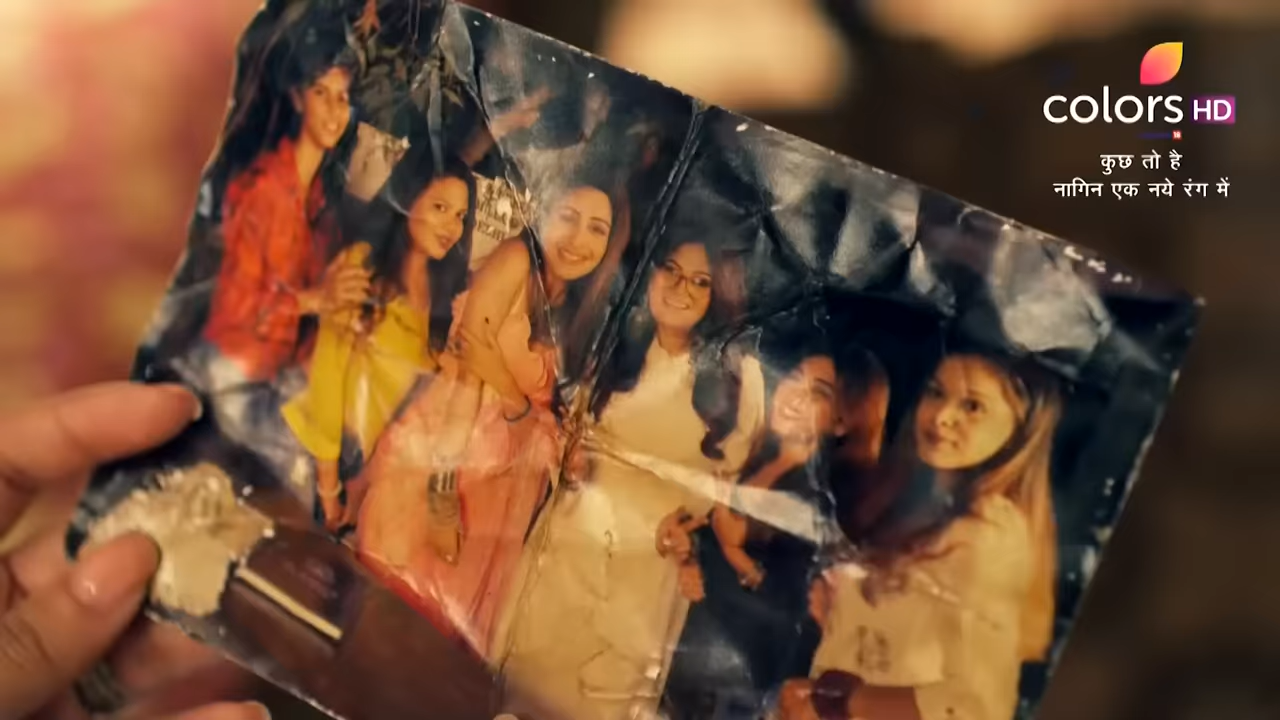 colors HD
कुछ तो है
नागिन एक नये रंग में